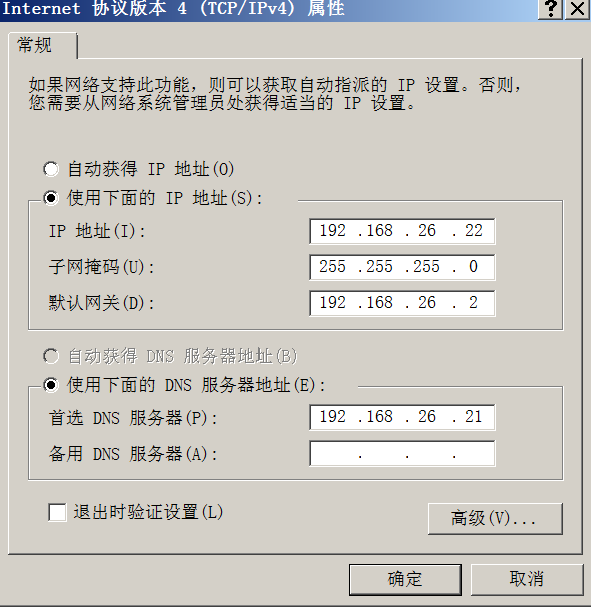 Internet 协议版本 4 (TCP/IPv4) 属性
常规
如果网络支持此功能，则可以获取自动指派的 IP 设置。否则，
您需要从网络系统管理员处获得适当的 IP 设置。
自动获得 IP 地址(O)
使用下面的 IP 地址(S):
IP 地址(I): 192 .168 . 26 . 22
子网掩码(U): 255 .255 .255 . 0
默认网关(D): 192 .168 . 26 . 2
自动获得 DNS 服务器地址(B)
使用下面的 DNS 服务器地址(E):
首选 DNS 服务器(P): 192 .168 . 26 . 21
备用 DNS 服务器(A): . . .
退出时验证设置(L)
高级(V)...
确定 取消